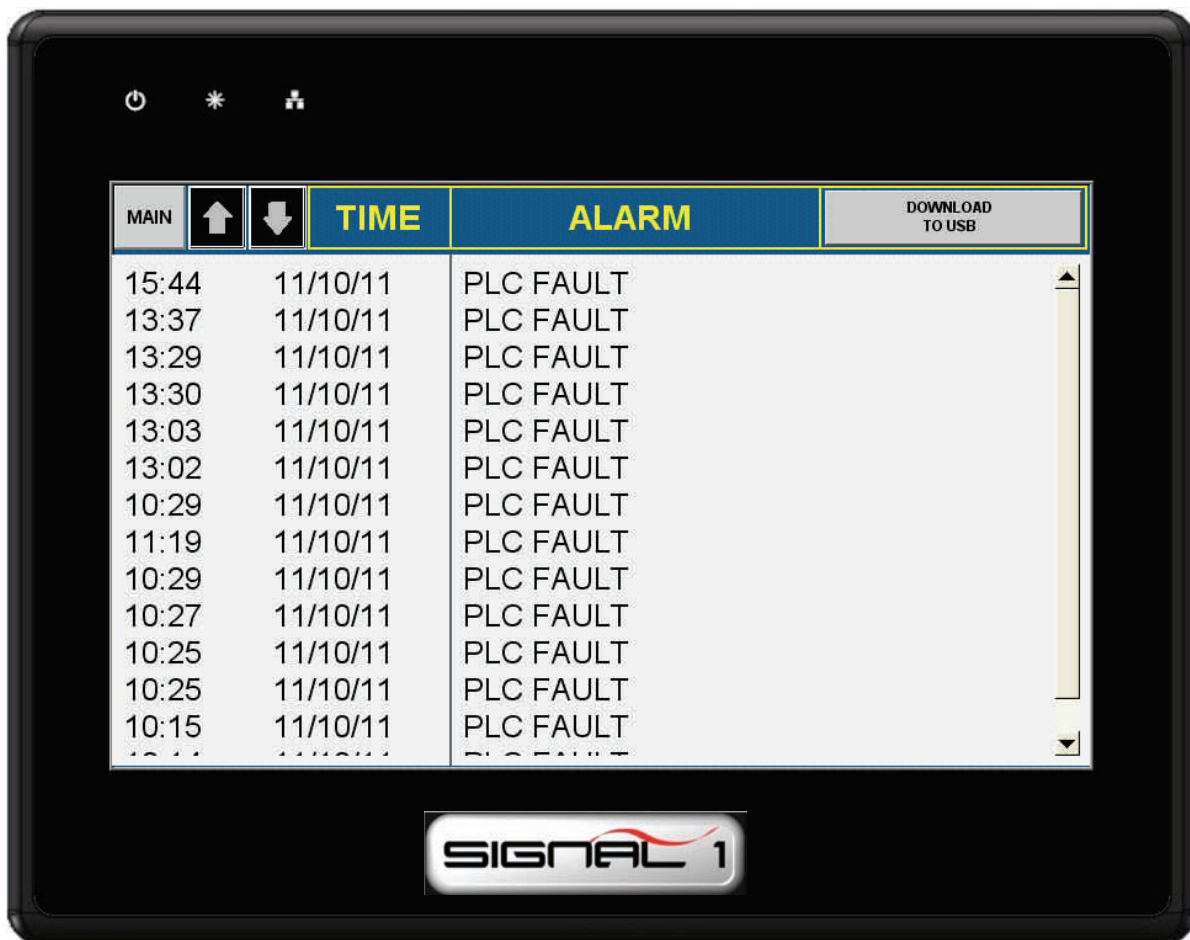 MAIN
TIME
ALARM
DOWNLOAD
TO USB
15:44 11/10/11 PLC FAULT
13:37 11/10/11 PLC FAULT
13:29 11/10/11 PLC FAULT
13:30 11/10/11 PLC FAULT
13:03 11/10/11 PLC FAULT
13:02 11/10/11 PLC FAULT
10:29 11/10/11 PLC FAULT
11:19 11/10/11 PLC FAULT
10:29 11/10/11 PLC FAULT
10:27 11/10/11 PLC FAULT
10:25 11/10/11 PLC FAULT
10:25 11/10/11 PLC FAULT
10:15 11/10/11 PLC FAULT
SIGNAL 1